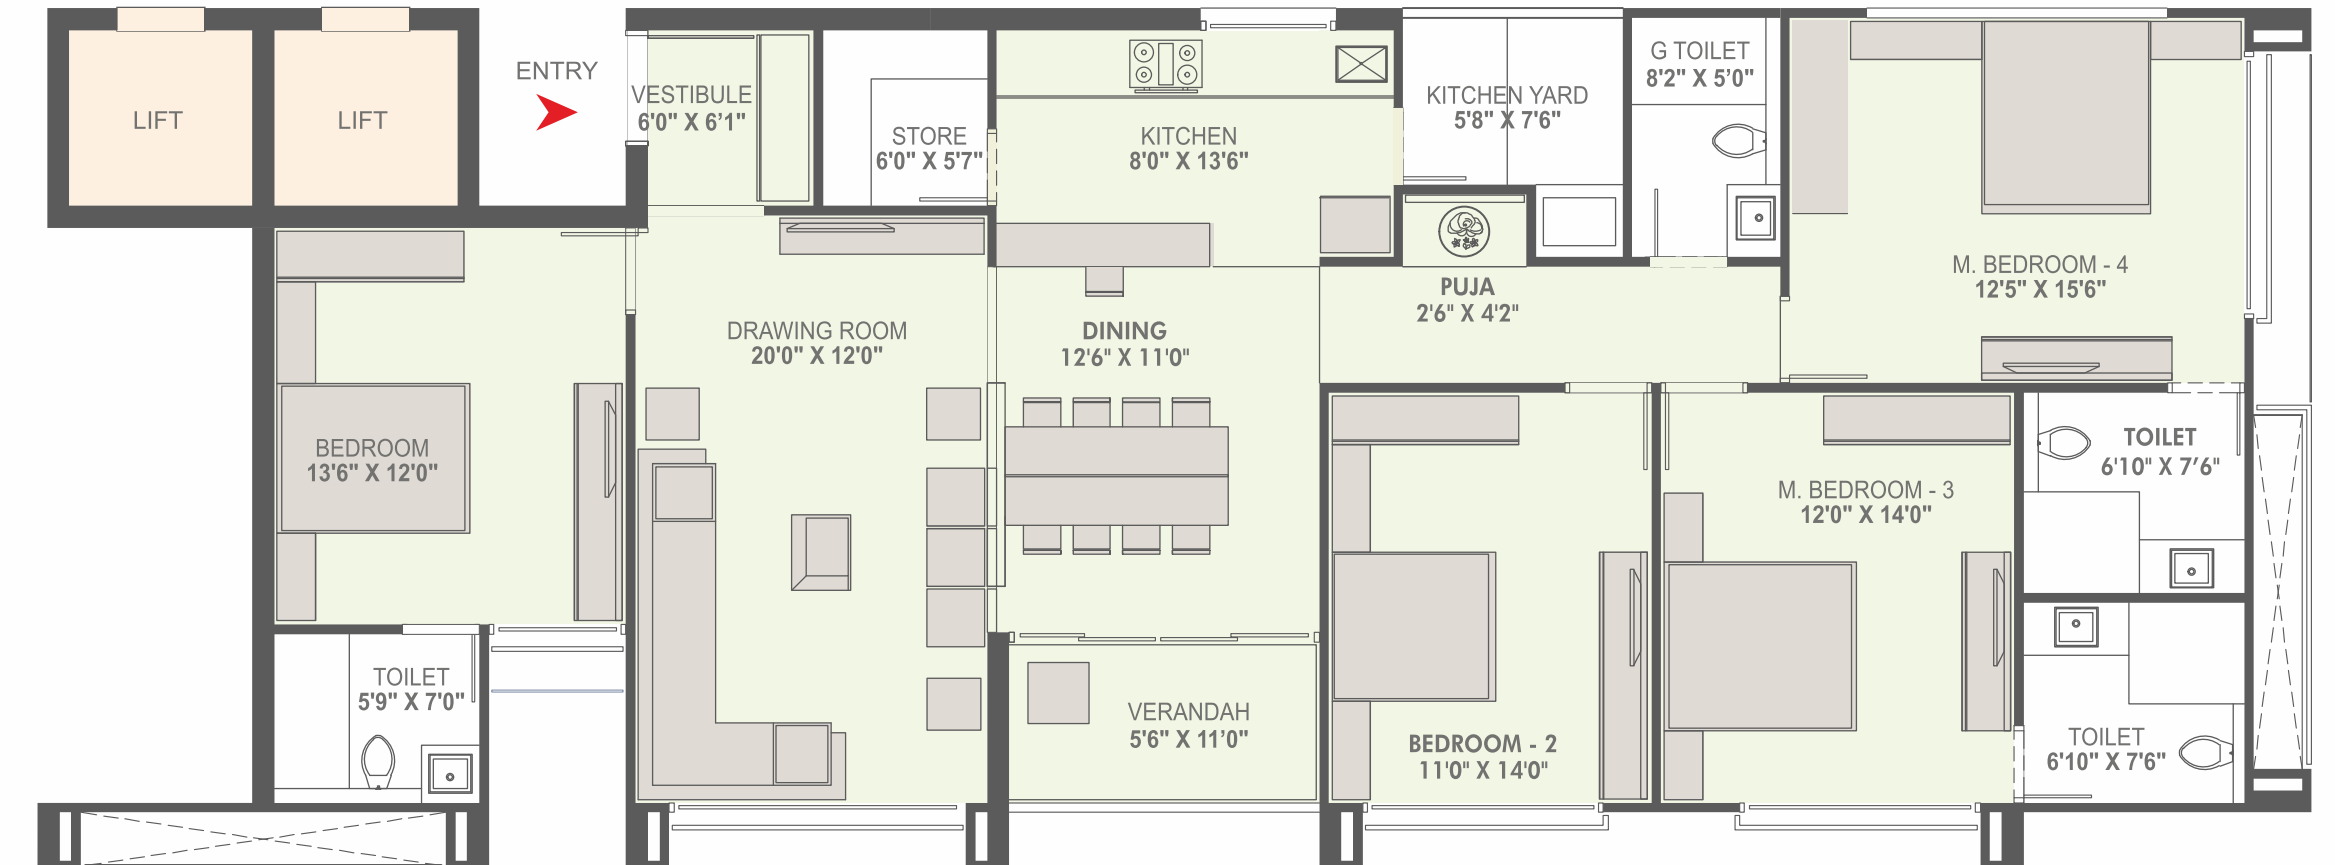 LIFT
LIFT
ENTRY
VESTIBULE
6'0" X 6’1"
STORE
6'0" X 5'7"
KITCHEN
8'0" X 13'6"
KITCHEN YARD
5'8" X 7'6"
G TOILET
8'2" X 5’0"
M. BEDROOM - 4
12'5" X 15'6"
PUJA
2'6" X 4'2"
DRAWING ROOM
20'0" X 12'0"
DINING
12'6" X 11'0"
BEDROOM
13'6" X 12'0"
M. BEDROOM - 3
12'0" X 14'0"
TOILET
6'10" X 7’6"
TOILET
5'9" X 7'0"
VERANDAH
5'6" X 11’0"
BEDROOM - 2
11'0" X 14'0"
TOILET
6'10" X 7'6"